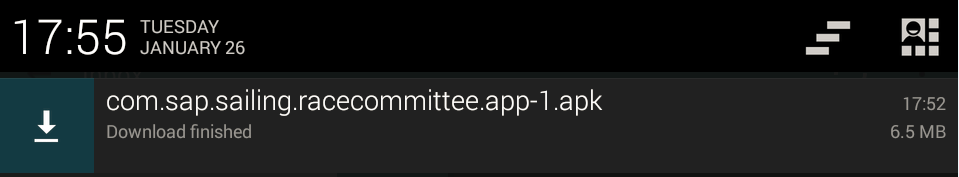 17:55
TUESDAY
JANUARY 26
com.sap.sailing.racecommittee.app-1.apk
17:52
Download finished
6.5 MB